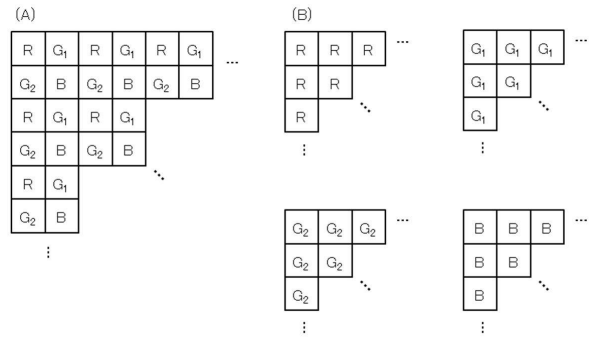 (A)
R G₁ R G₁ R G₁ ...
G₂ B G₂ B G₂ B
R G₁ R G₁
G₂ B G₂ B
R G₁
G₂ B
(B)
R R R ...
R R
R
G₁ G₁ G₁ ...
G₁ G₁
G₁
G₂ G₂ G₂ ...
G₂ G₂
G₂
B B B ...
B B
B